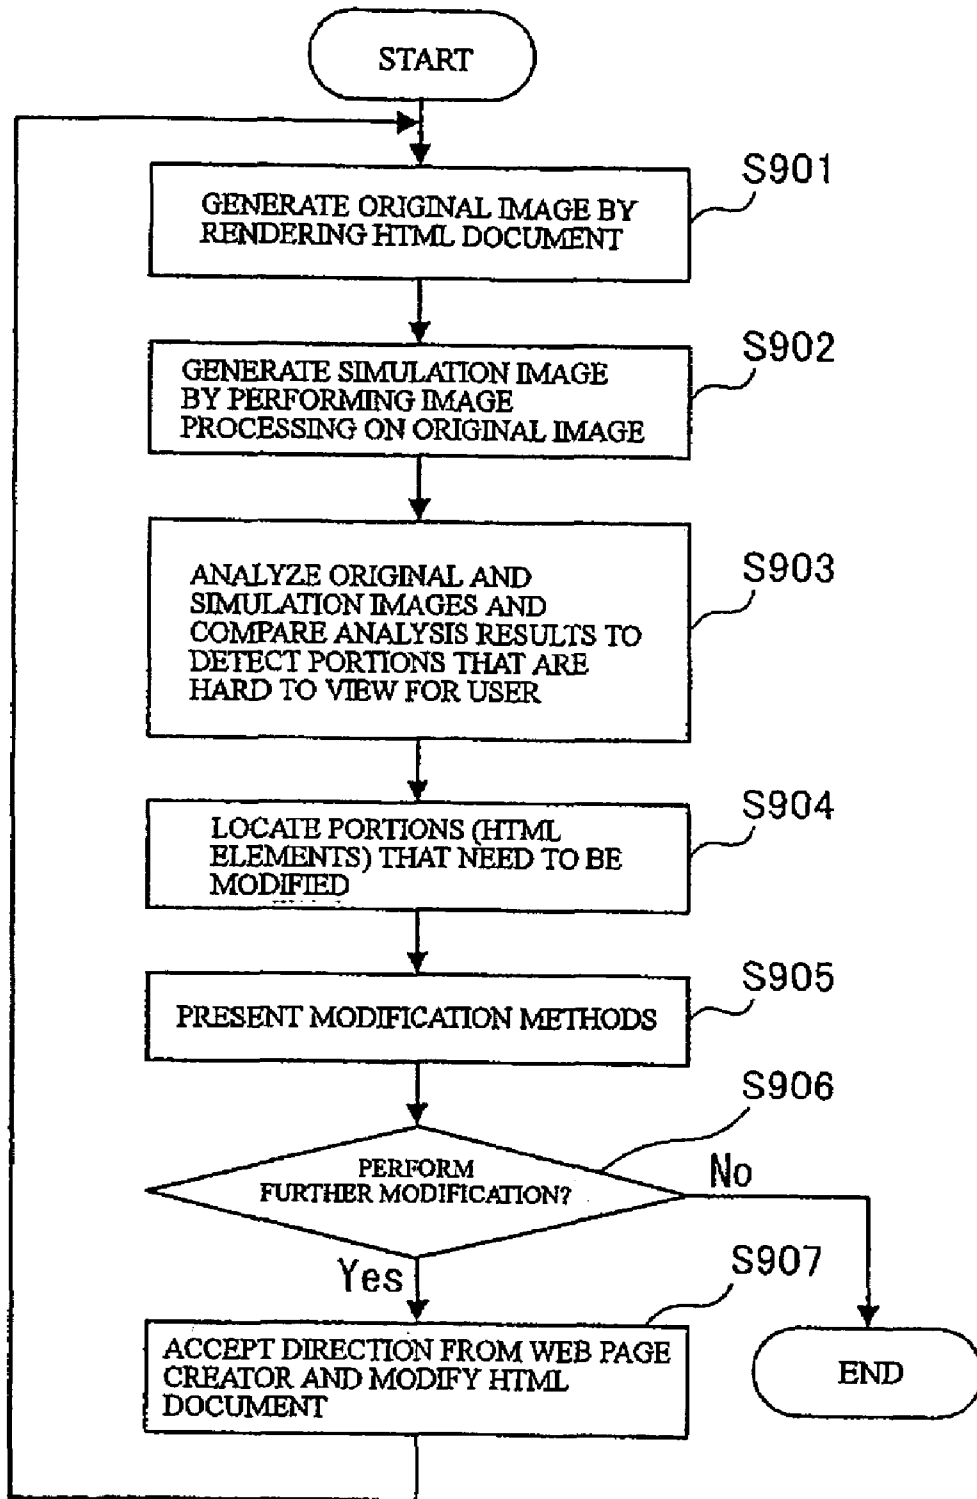 START
S901
GENERATE ORIGINAL IMAGE BY
RENDERING HTML DOCUMENT
S902
GENERATE SIMULATION IMAGE
BY PERFORMING IMAGE
PROCESSING ON ORIGINAL IMAGE
S903
ANALYZE ORIGINAL AND
SIMULATION IMAGES AND
COMPARE ANALYSIS RESULTS TO
DETECT PORTIONS THAT ARE
HARD TO VIEW FOR USER
S904
LOCATE PORTIONS (HTML
ELEMENTS) THAT NEED TO BE
MODIFIED
S905
PRESENT MODIFICATION METHODS
S906
PERFORM
FURTHER MODIFICATION?
No
Yes
S907
ACCEPT DIRECTION FROM WEB PAGE
CREATOR AND MODIFY HTML
DOCUMENT
END